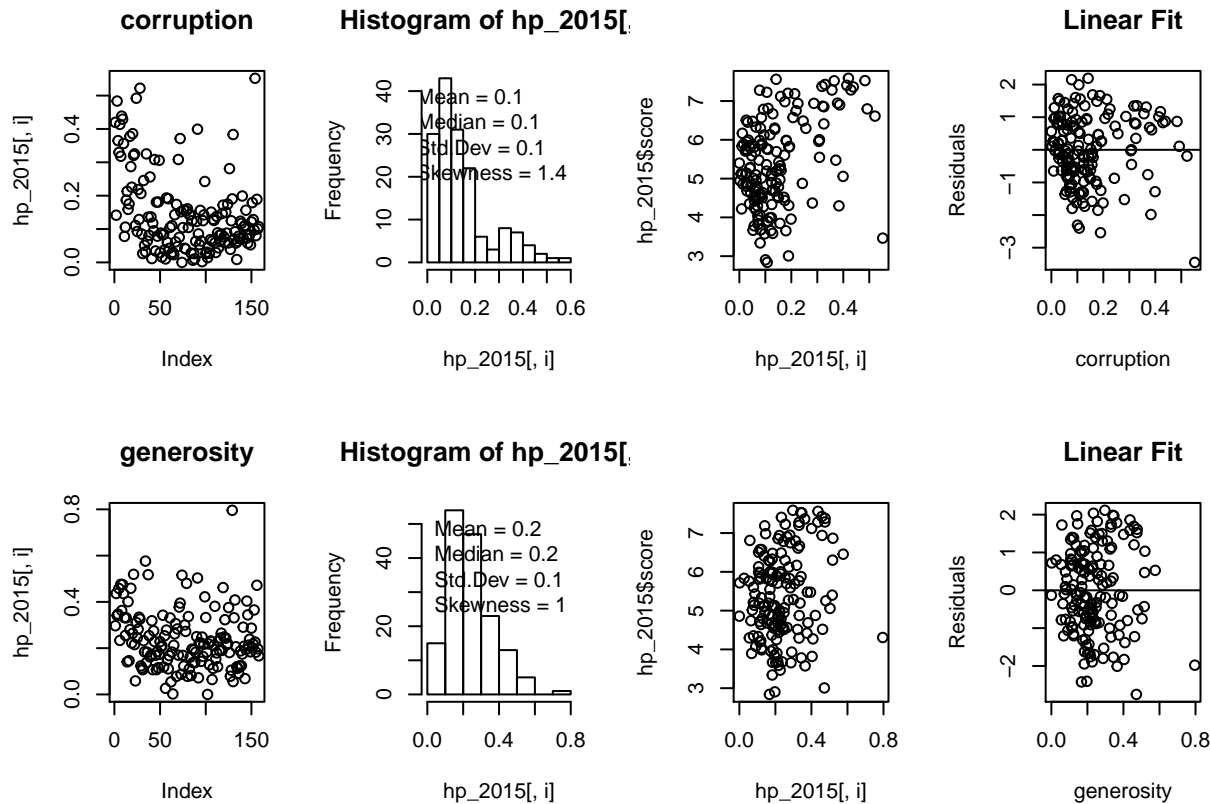 corruption
hp_2015[, i]
0.0 0.2 0.4
0 50 150
Index
Histogram of hp_2015[,
Frequency
0 10 20 30 40
Mean = 0.1
Median = 0.1
Std.Dev = 0.1
Skewness = 1.4
0.0 0.2 0.4 0.6
hp_2015[, i]
hp_2015$score
3 4 5 6 7
0.0 0.2 0.4
hp_2015[, i]
Linear Fit
Residuals
−3 −1 1 2
0.0 0.2 0.4
corruption
generosity
hp_2015[, i]
0.0 0.4 0.8
0 50 150
Index
Histogram of hp_2015[,
Frequency
0 20 40
Mean = 0.2
Median = 0.2
Std.Dev = 0.1
Skewness = 1
0.0 0.4 0.8
hp_2015[, i]
hp_2015$score
3 4 5 6 7
0.0 0.4 0.8
hp_2015[, i]
Linear Fit
Residuals
−2 0 1 2
0.0 0.4 0.8
generosity